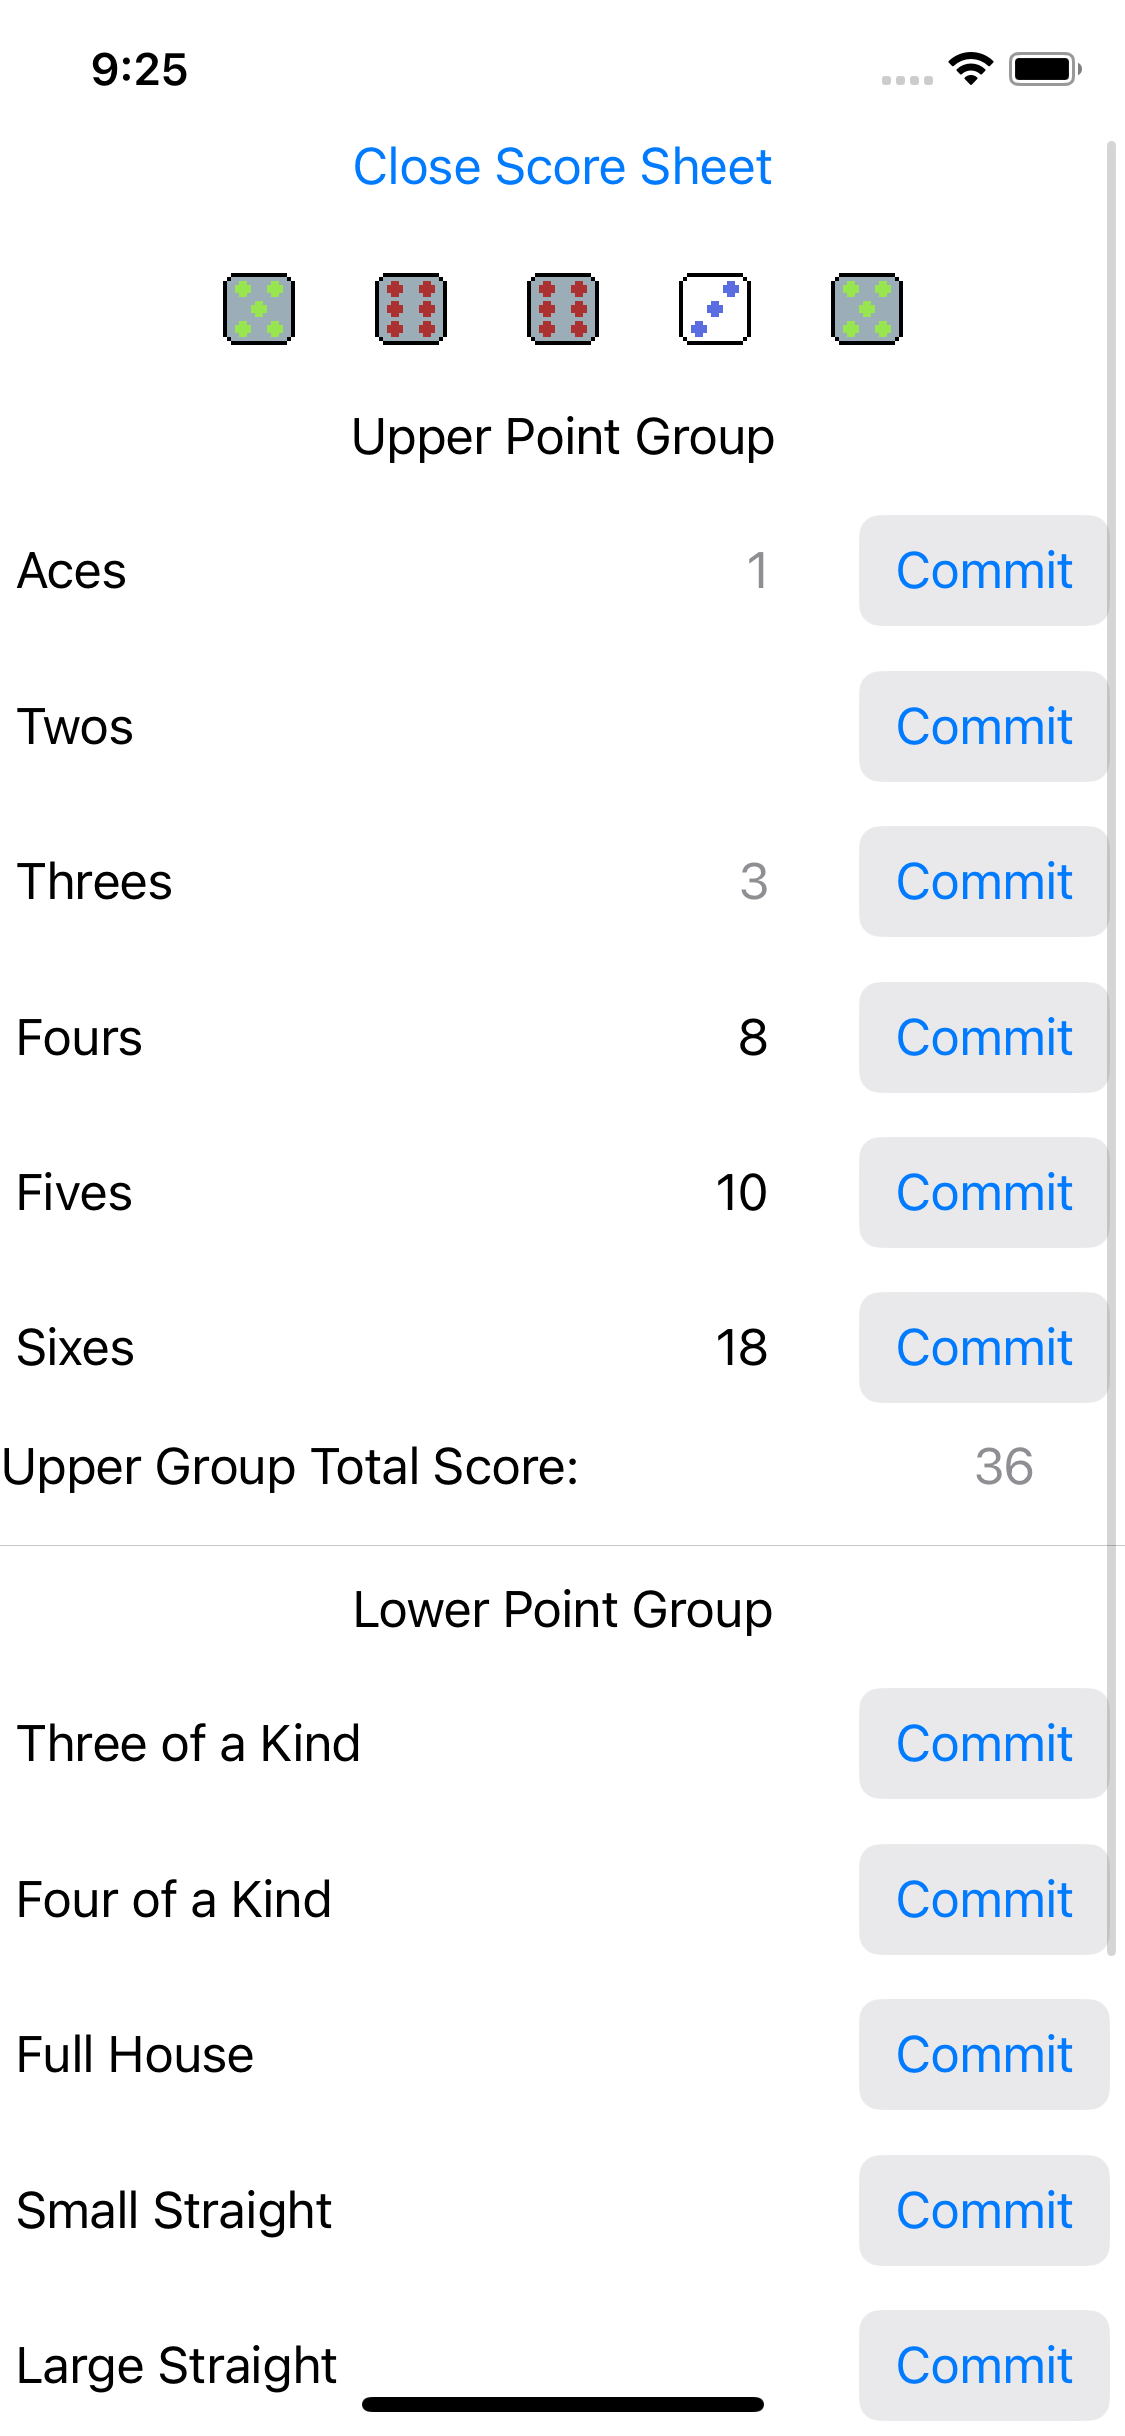 9:25
Close Score Sheet
Upper Point Group
Aces 1 Commit
Twos Commit
Threes 3 Commit
Fours 8 Commit
Fives 10 Commit
Sixes 18 Commit
Upper Group Total Score: 36
Lower Point Group
Three of a Kind Commit
Four of a Kind Commit
Full House Commit
Small Straight Commit
Large Straight Commit